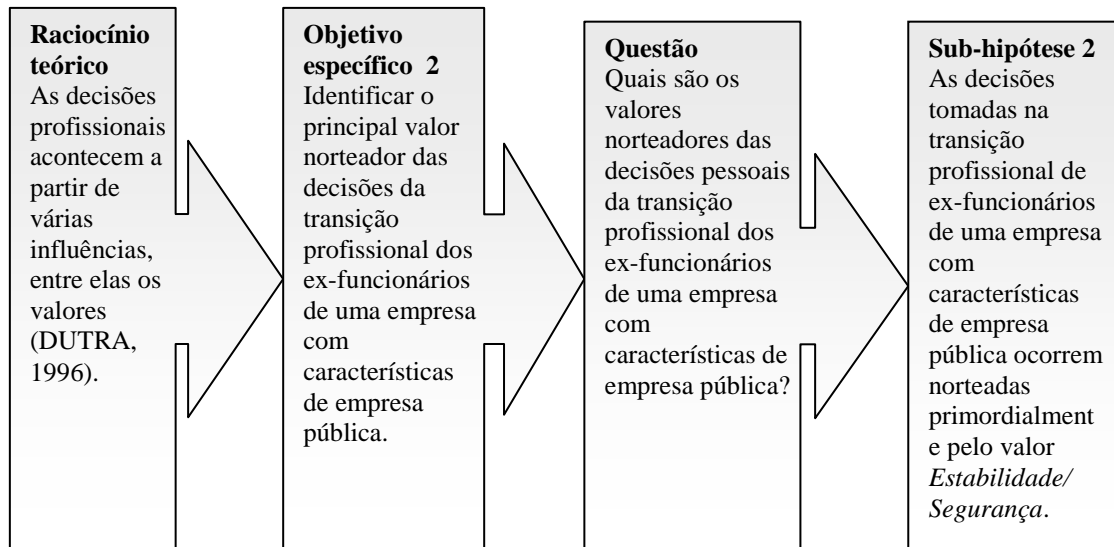 Raciocínio
teórico
As decisões
profissionais
acontecem a
partir de
várias
influências,
entre elas os
valores
(DUTRA,
1996).
Objetivo
específico 2
Identificar o
principal valor
norteador das
decisões da
transição
profissional dos
ex-funcionários
de uma empresa
com
características
de empresa
pública.
Questão
Quais são os
valores
norteadores das
decisões pessoais
da transição
profissional dos
ex-funcionários
de uma empresa
com
características de
empresa pública?
Sub-hipótese 2
As decisões
tomadas na
transição
profissional de
ex-funcionários
de uma empresa
com
características
de empresa
pública ocorrem
norteadas
primordialment
e pelo valor
Estabilidade/
Segurança.